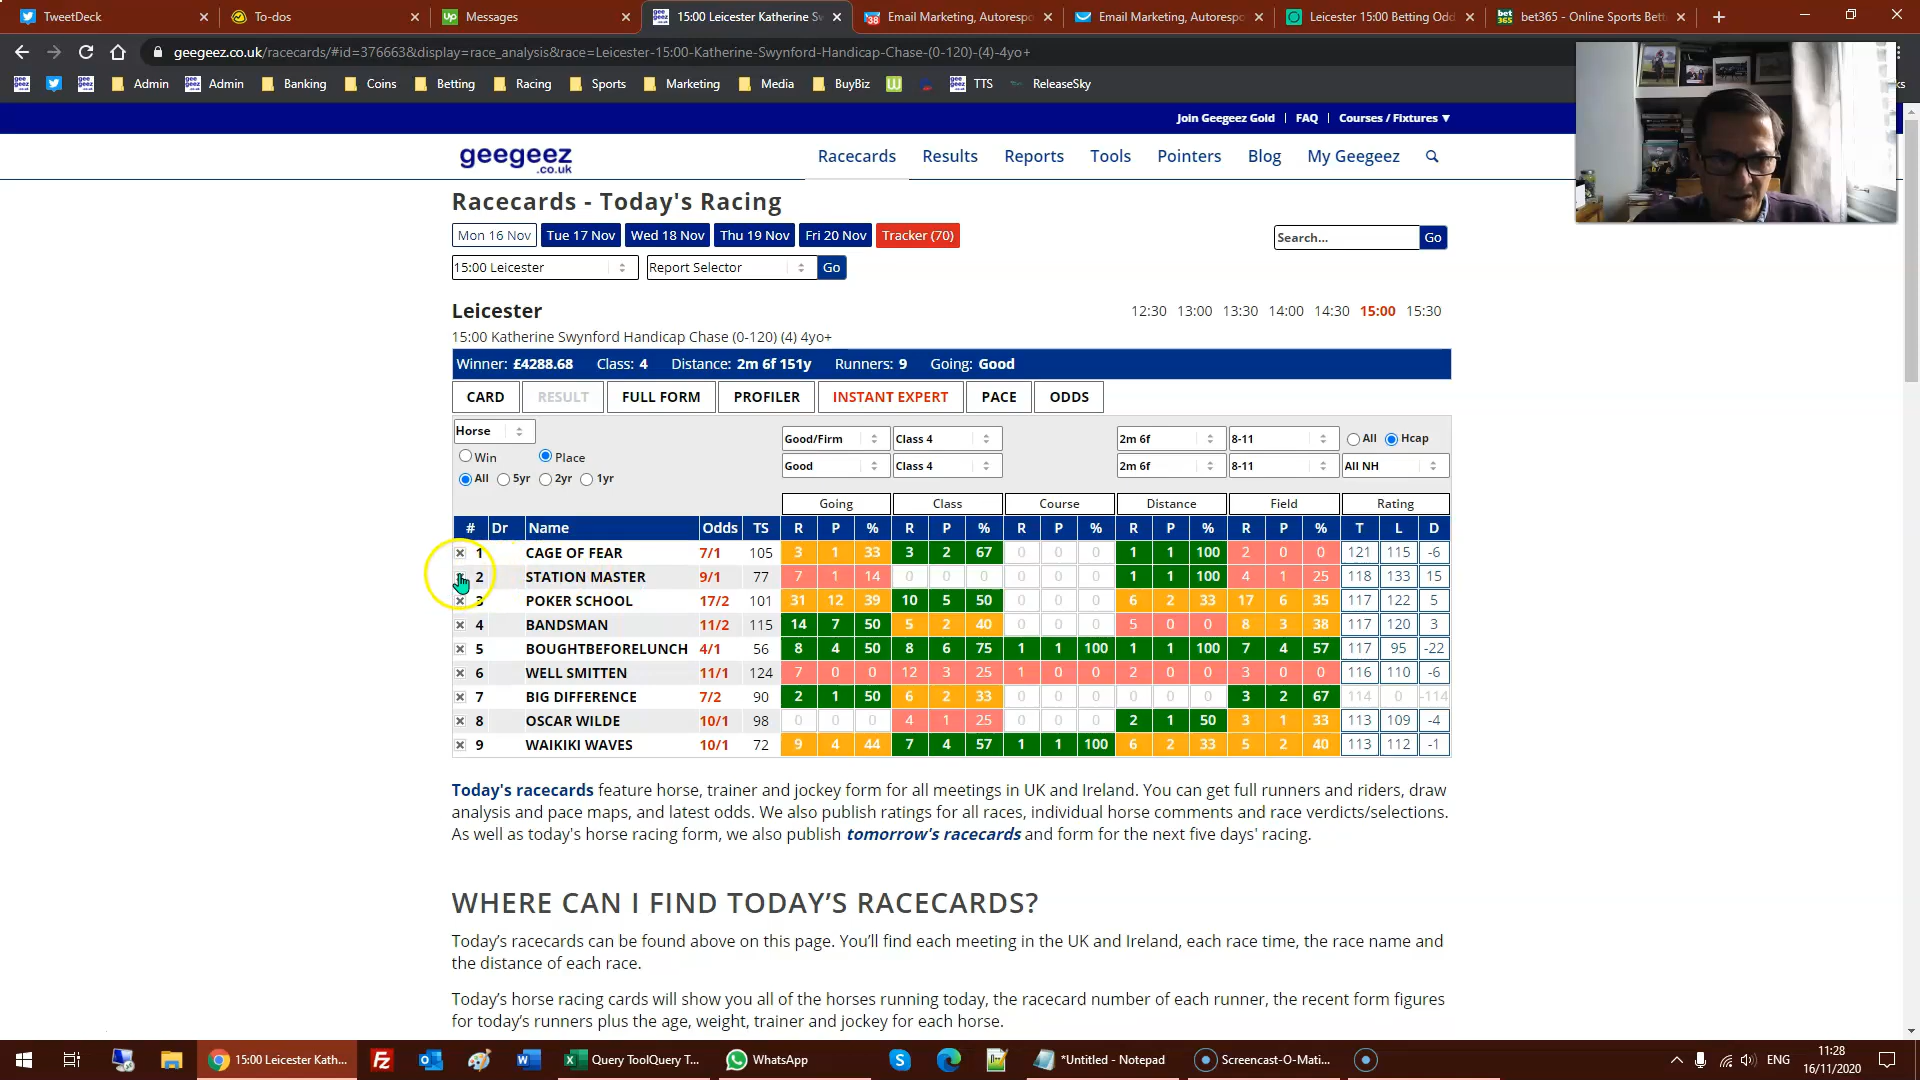 TweetDeck
To-dos
Messages
15:00 Leicester Katherine Sw
38
Email Marketing, Autorespo
Email Marketing, Autorespo
Leicester 15:00 Betting Odd
bet365 - Online Sports Bett
geegeez.co.uk/racecards/#id=376663&display=race_analysis&race=Leicester-15:00-Katherine-Swynford-Handicap-Chase-(0-120)-(4)-4yo+
Admin Admin Banking Coins Betting Racing Sports Marketing Media BuyBiz TTS ReleaseSky
Join Geegeez Gold | FAQ | Courses / Fixtures ▼
geegeez.co.uk
Racecards Results Reports Tools Pointers Blog My Geegeez
Racecards - Today's Racing
Mon 16 Nov Tue 17 Nov Wed 18 Nov Thu 19 Nov Fri 20 Nov Tracker (70)
Search... Go
15:00 Leicester Report Selector Go
Leicester
12:30 13:00 13:30 14:00 14:30 15:00 15:30
15:00 Katherine Swynford Handicap Chase (0-120) (4) 4yo+
Winner: £4288.68 Class: 4 Distance: 2m 6f 151y Runners: 9 Going: Good
CARD RESULT FULL FORM PROFILER INSTANT EXPERT PACE ODDS
Horse
Good/Firm Class 4 2m 6f 8-11 All Hcap
Win Place
Good Class 4 2m 6f 8-11 All NH
All 5yr 2yr 1yr
Going Class Course Distance Field Rating
# Dr Name Odds TS R P % R P % R P % R P % R P % T L D
1 CAGE OF FEAR 7/1 105 3 1 33 3 2 67 0 0 0 1 1 100 2 0 0 121 115 -6
2 STATION MASTER 9/1 77 7 1 14 0 0 0 0 0 0 1 1 100 4 1 25 118 133 15
3 POKER SCHOOL 17/2 101 31 12 39 10 5 50 0 0 0 6 2 33 17 6 35 117 122 5
4 BANDSMAN 11/2 115 14 7 50 5 2 40 0 0 0 5 0 0 8 3 38 117 120 3
5 BOUGHTBEFORELUNCH 4/1 56 8 4 50 8 6 75 1 1 100 1 1 100 7 4 57 117 95 -22
6 WELL SMITTEN 11/1 124 7 0 0 12 3 25 1 0 0 2 0 0 3 0 0 116 110 -6
7 BIG DIFFERENCE 7/2 90 2 1 50 6 2 33 0 0 0 0 0 0 3 2 67 114 0 -114
8 OSCAR WILDE 10/1 98 0 0 0 4 1 25 0 0 0 2 1 50 3 1 33 113 109 -4
9 WAIKIKI WAVES 10/1 72 9 4 44 7 4 57 1 1 100 6 2 33 5 2 40 113 112 -1
Today's racecards feature horse, trainer and jockey form for all meetings in UK and Ireland. You can get full runners and riders, draw
analysis and pace maps, and latest odds. We also publish ratings for all races, individual horse comments and race verdicts/selections.
As well as today's horse racing form, we also publish tomorrow's racecards and form for the next five days' racing.
WHERE CAN I FIND TODAY’S RACECARDS?
Today’s racecards can be found above on this page. You’ll find each meeting in the UK and Ireland, each race time, the race name and
the distance of each race.
Today’s horse racing cards will show you all of the horses running today, the racecard number of each runner, the recent form figures
for today’s runners plus the age, weight, trainer and jockey for each horse.
15:00 Leicester Kath...
Query ToolQuery T...
WhatsApp
*Untitled - Notepad
Screencast-O-Mati...
ENG
11:28
16/11/2020